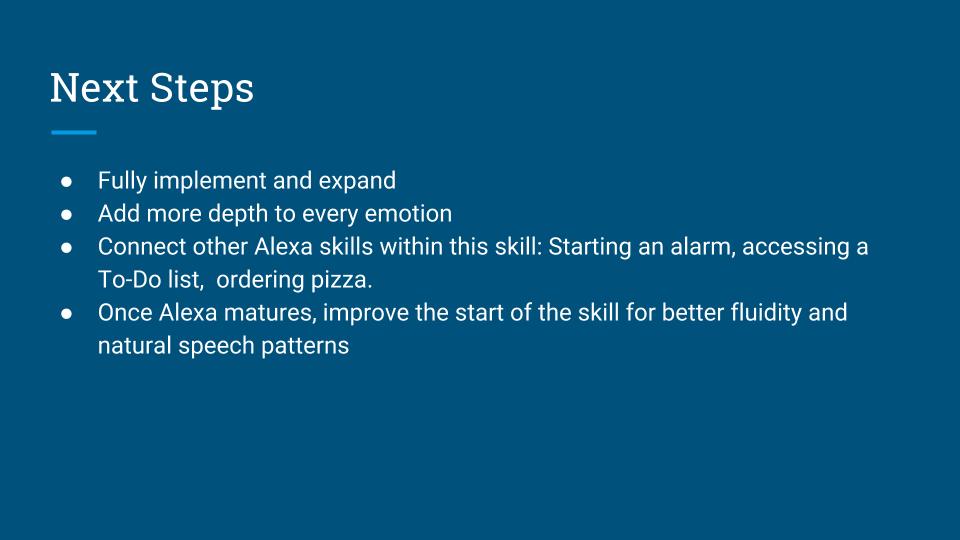 Next Steps
● Fully implement and expand
● Add more depth to every emotion
● Connect other Alexa skills within this skill: Starting an alarm, accessing a
To-Do list,  ordering pizza.
● Once Alexa matures, improve the start of the skill for better fluidity and
natural speech patterns